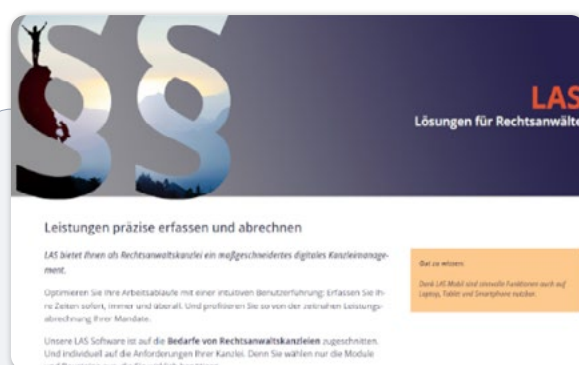 §§
LAS
Lösungen für Rechtsanwälte
Leistungen präzise erfassen und abrechnen
LAS bietet Ihnen als Rechtsanwaltskanzlei ein maßgeschneidertes digitales Kanzleimanage-
ment.
Gut zu wissen:
Dank LAS Mobil sind sinnvolle Funktionen auch auf
Laptop, Tablet und Smartphone nutzbar.
Optimieren Sie Ihre Arbeitsabläufe mit einer intuitiven Benutzerführung: Erfassen Sie Ih-
re Zeiten sofort, immer und überall. Und profitieren Sie so von der zeitnahen Leistungs-
abrechnung Ihrer Mandate.
Unsere LAS Software ist auf die Bedarfe von Rechtsanwaltskanzleien zugeschnitten.
Und individuell auf die Anforderungen Ihrer Kanzlei. Denn Sie wählen nur die Module